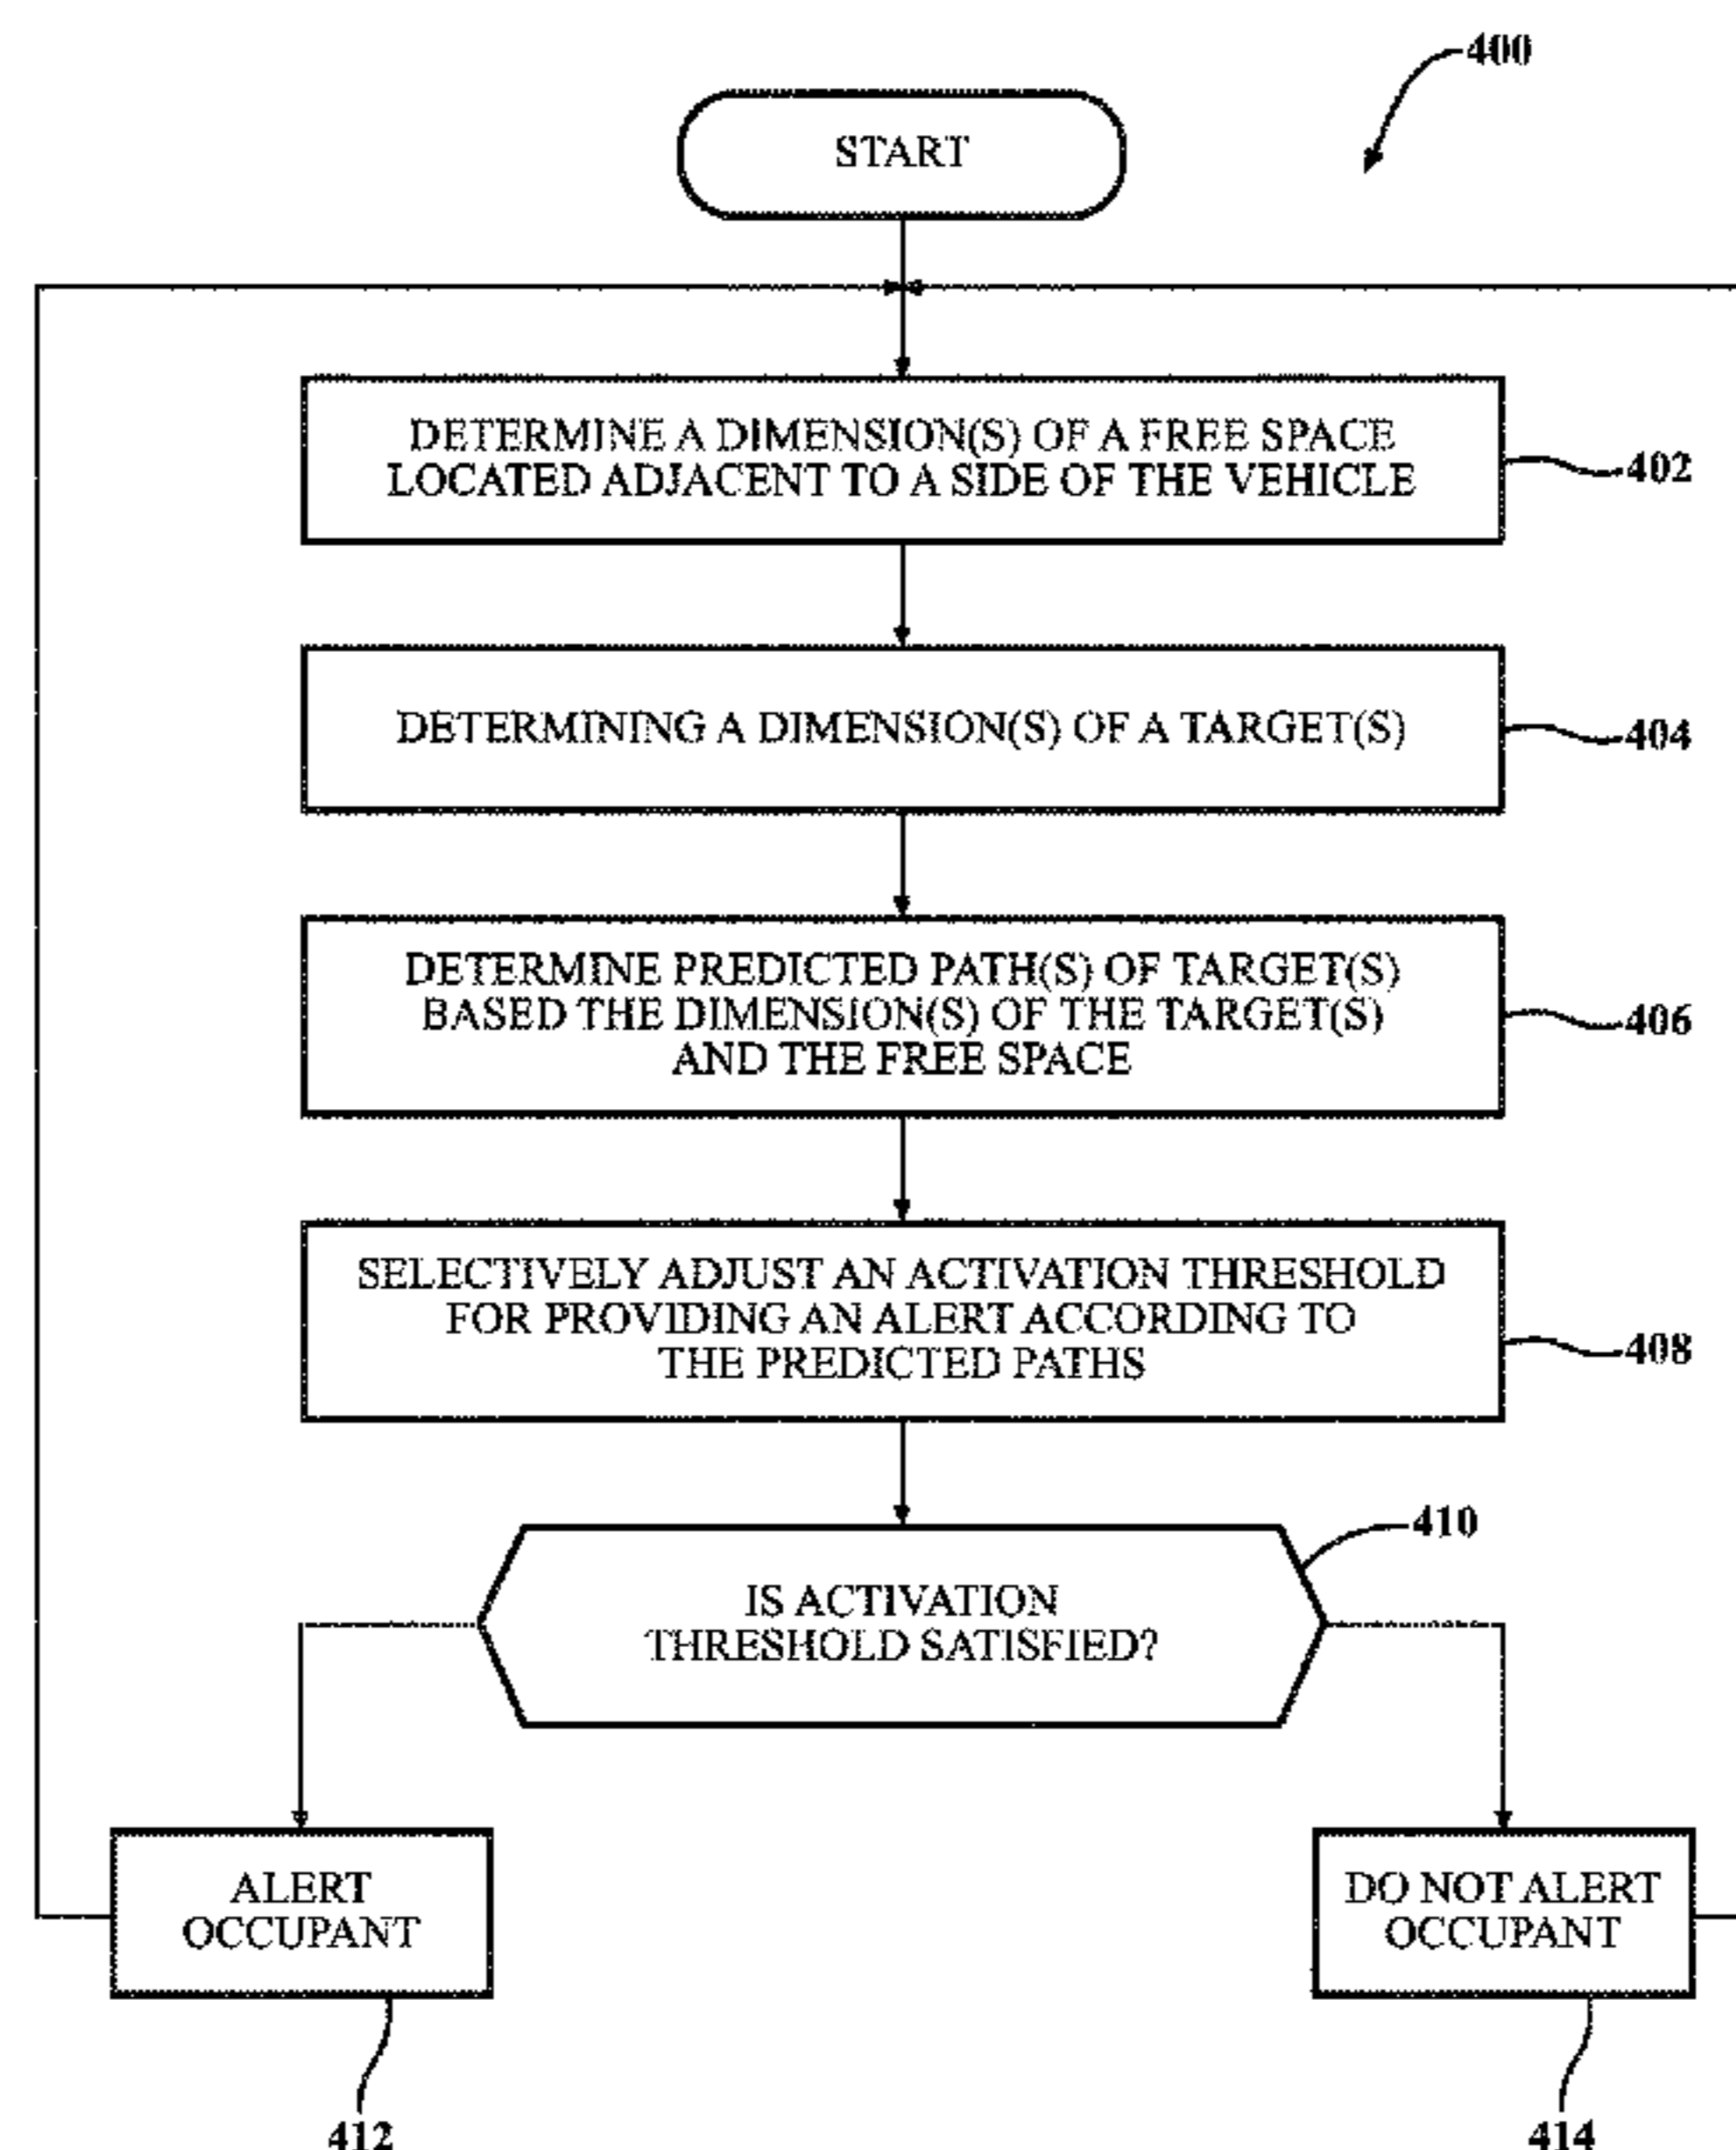 400
START
DETERMINE A DIMENSION(S) OF A FREE SPACE
LOCATED ADJACENT TO A SIDE OF THE VEHICLE
402
DETERMINING A DIMENSION(S) OF A TARGET(S)
404
DETERMINE PREDICTED PATH(S) OF TARGET(S)
BASED THE DIMENSION(S) OF THE TARGET(S)
AND THE FREE SPACE
406
SELECTIVELY ADJUST AN ACTIVATION THRESHOLD
FOR PROVIDING AN ALERT ACCORDING TO
THE PREDICTED PATHS
408
410
IS ACTIVATION
THRESHOLD SATISFIED?
ALERT
OCCUPANT
DO NOT ALERT
OCCUPANT
412
414